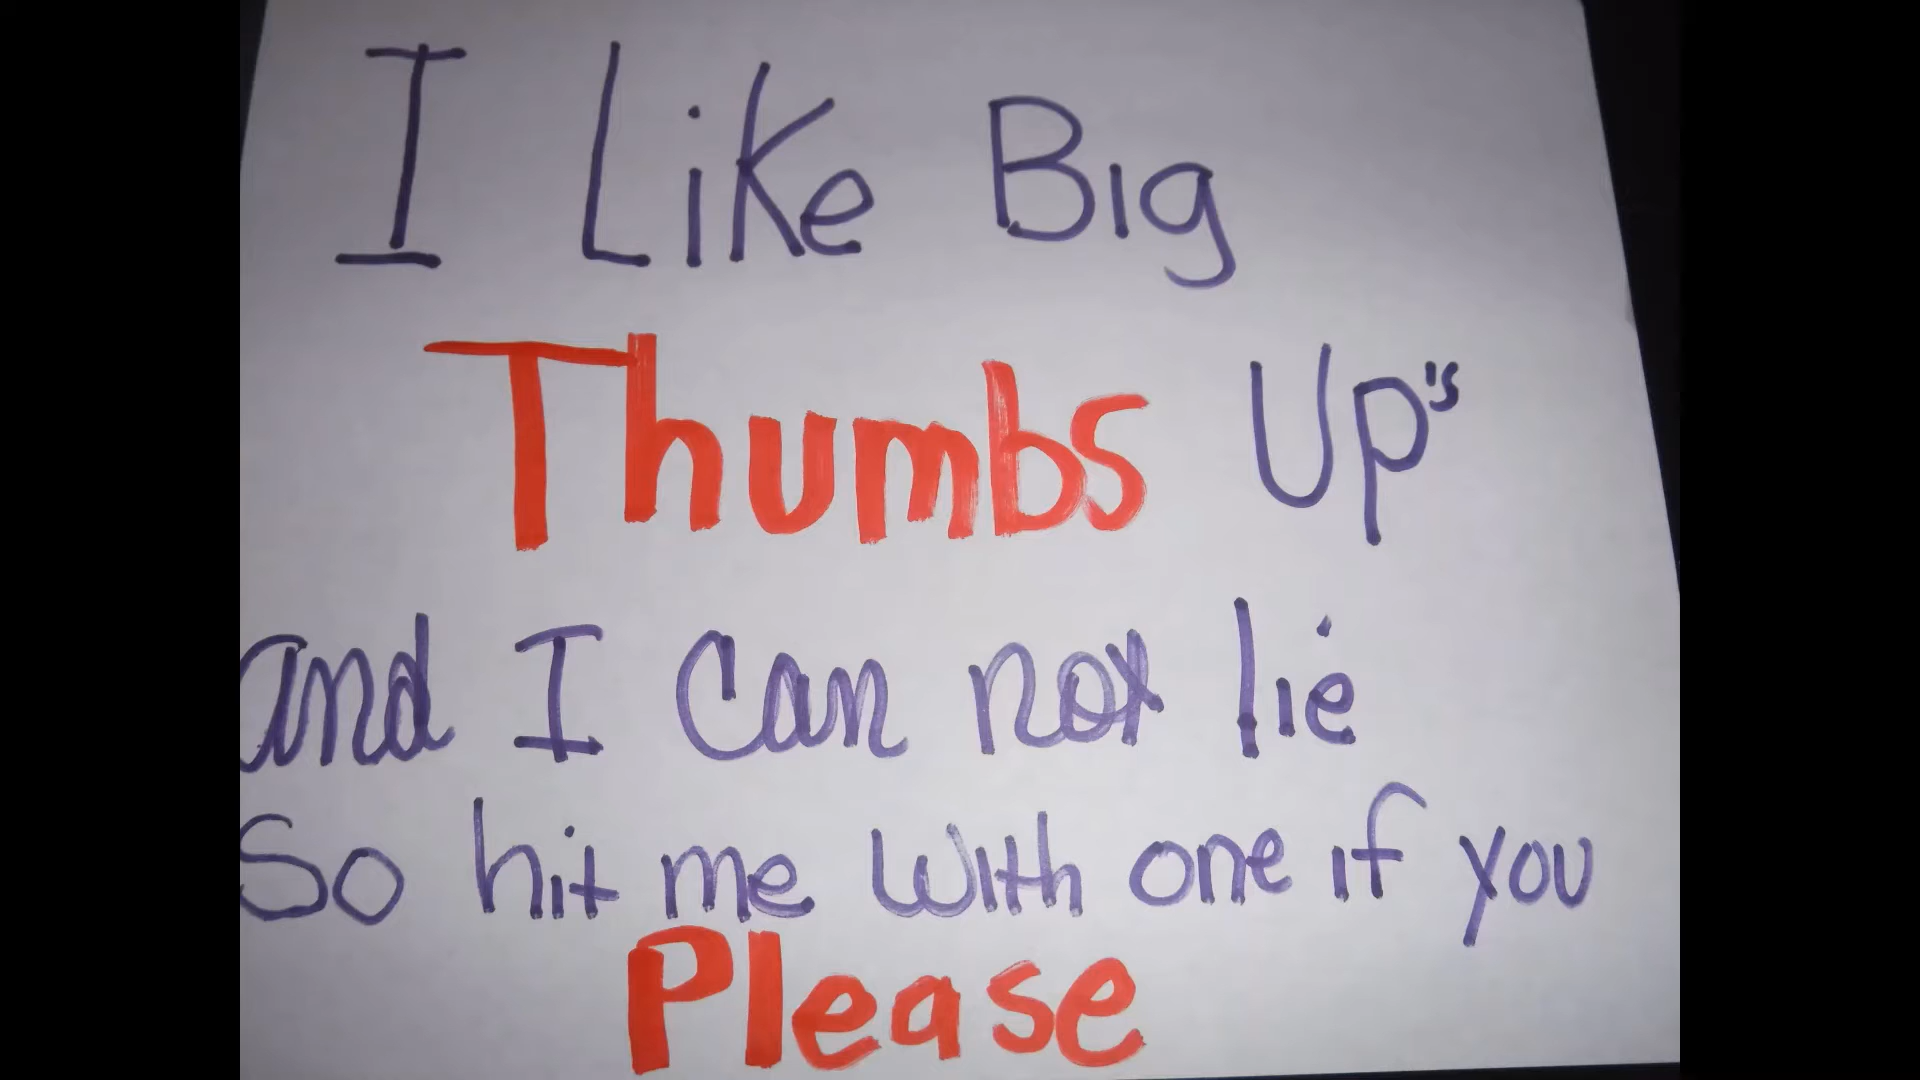 I Like Big
Thumbs Up's
and I can not lie
So hit me with one if you
Please